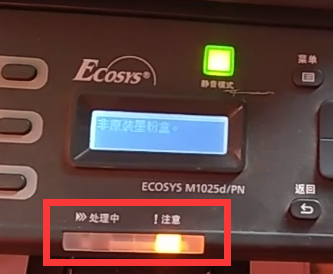 ECOSYS®
静音模式
菜单
非原装墨粉盒。
ECOSYS M1025d/PN
返回
处理中
! 注意